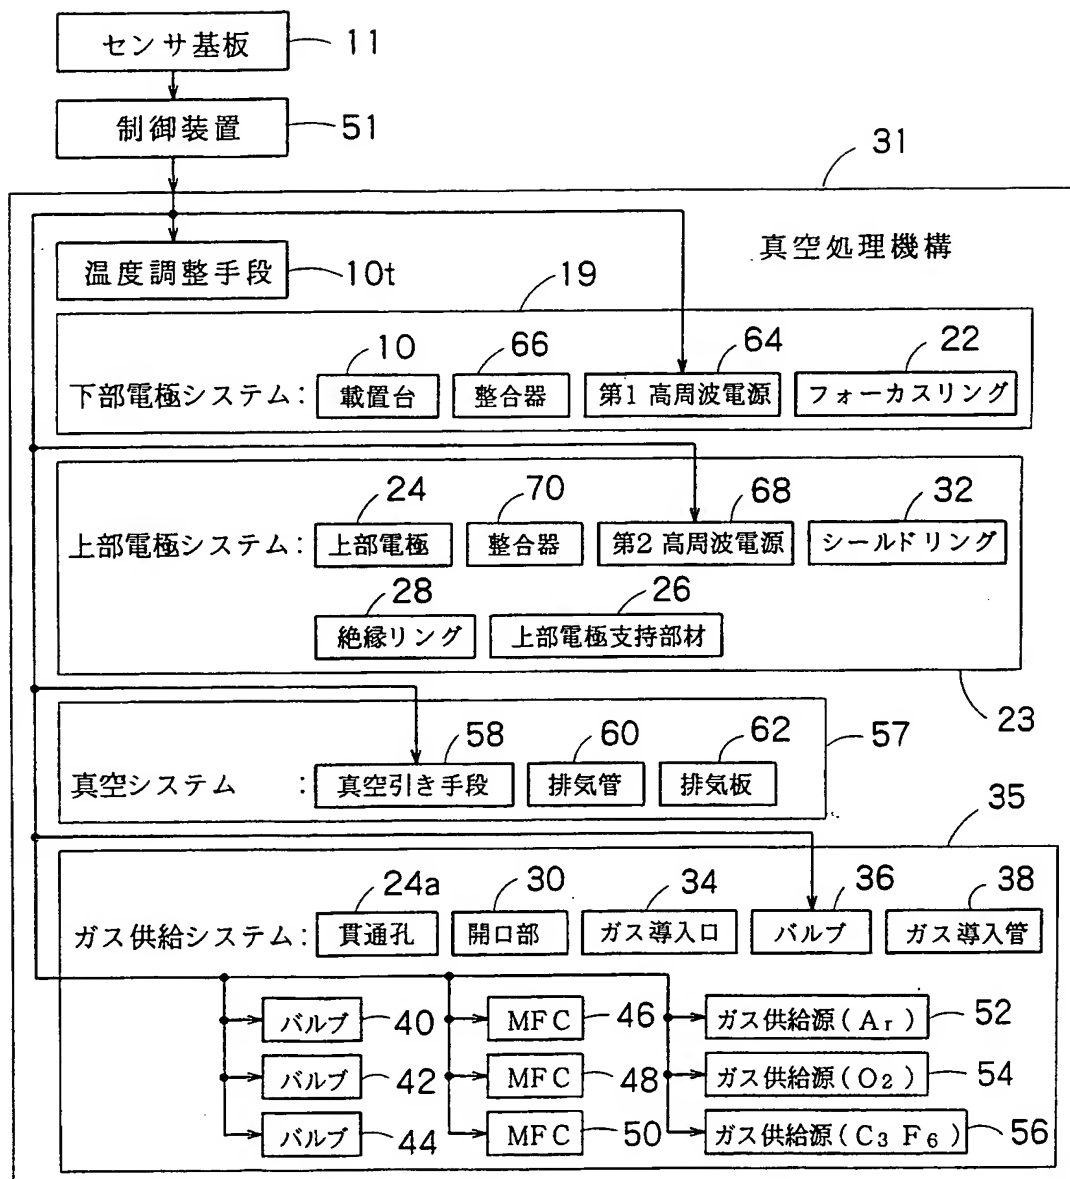 センサ基板 11
制御装置 51
31
真空処理機構
温度調整手段 10t
19
10 66 64 22
下部電極システム: 載置台 整合器 第1高周波電源 フォーカスリング
24 70 68 32
上部電極システム: 上部電極 整合器 第2高周波電源 シールドリング
28 26
絶縁リング 上部電極支持部材
23
58 60 62 57
真空システム : 真空引き手段 排気管 排気板
35
24a 30 34 36 38
ガス供給システム: 貫通孔 開口部 ガス導入口 バルブ ガス導入管
バルブ 40 MFC 46 ガス供給源(Ar) 52
バルブ 42 MFC 48 ガス供給源(O2) 54
バルブ 44 MFC 50 ガス供給源(C3F6) 56